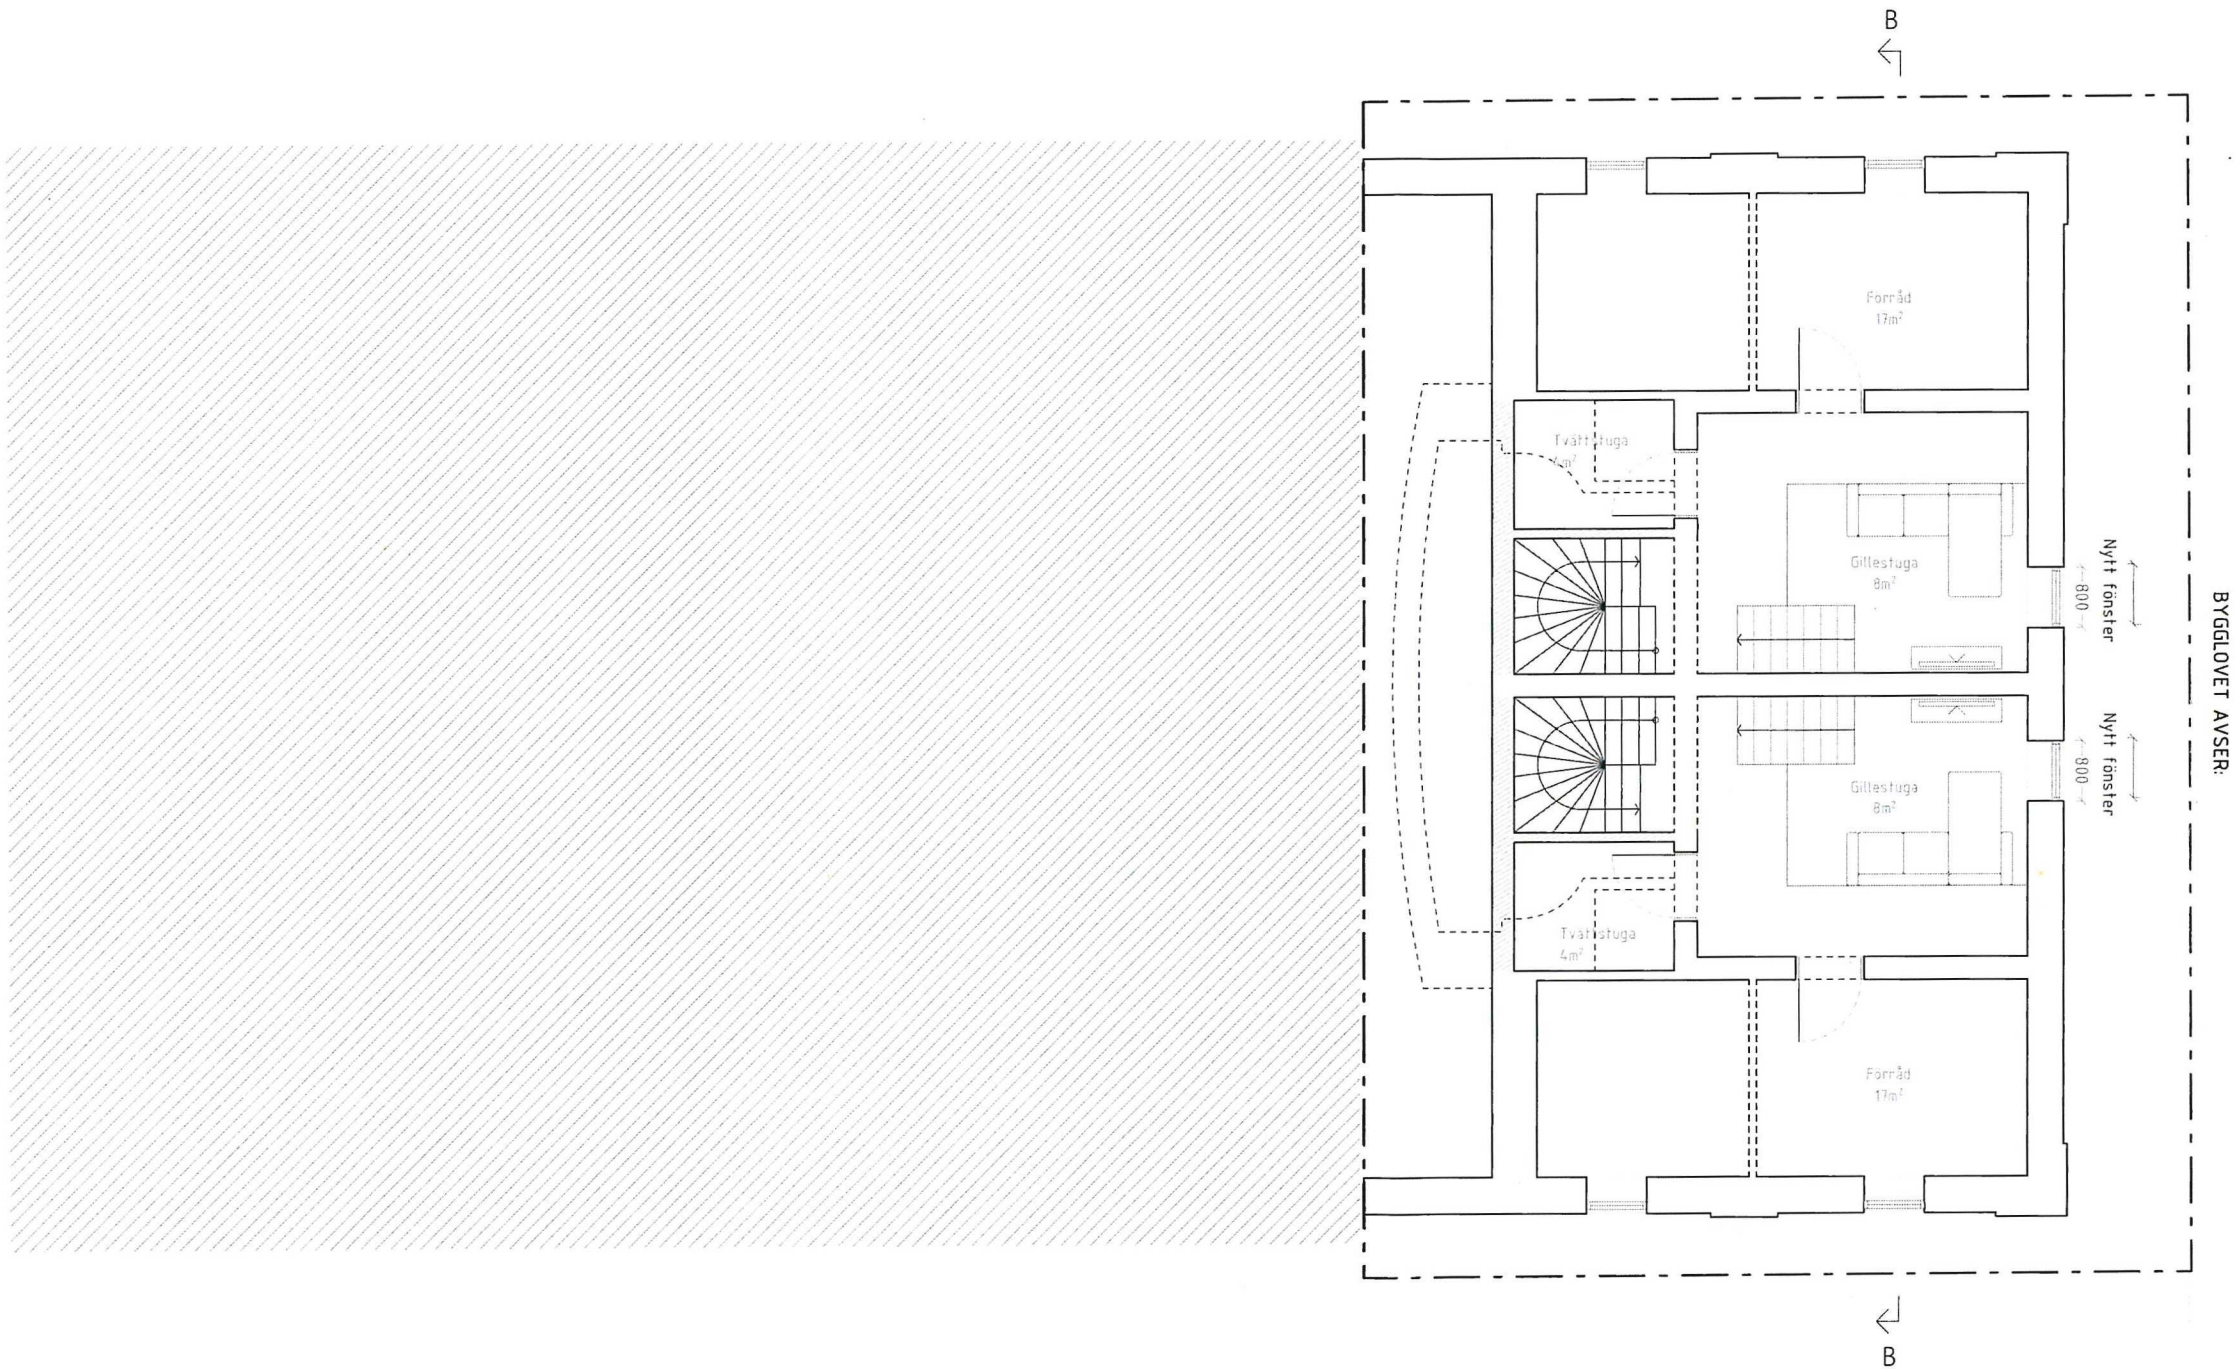 B
Förråd
17m²
Tvättstuga
4m²
Gillestuga
8m²
Nytt fönster
800
BYGGLOVET AVSER:
Nytt fönster
800
Gillestuga
8m²
Tvättstuga
4m²
Förråd
17m²
B